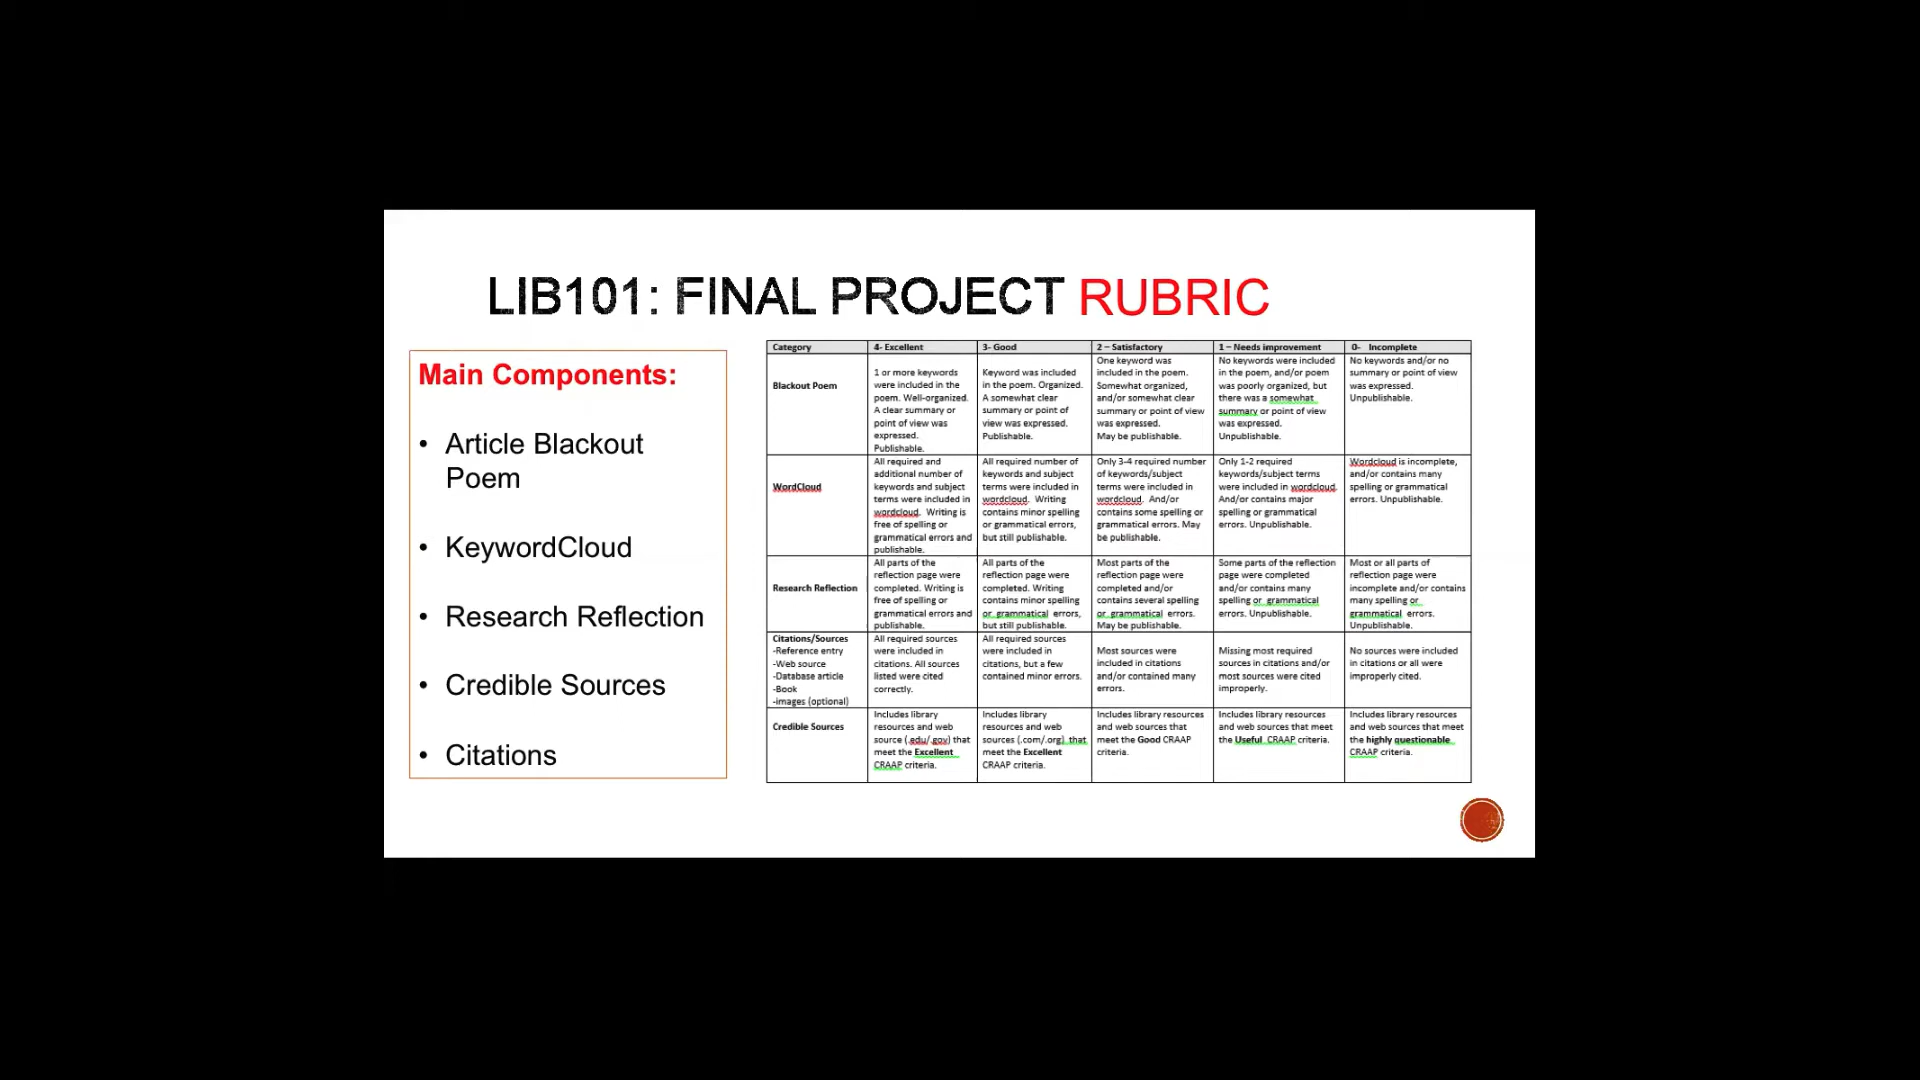 LIB101: FINAL PROJECT RUBRIC
Main Components:
• Article Blackout
Poem
• KeywordCloud
• Research Reflection
• Credible Sources
• Citations
Category
4- Excellent
3- Good
2 – Satisfactory
1 – Needs improvement
0- Incomplete
Blackout Poem
1 or more keywords
were included in the
poem. Well-organized.
A clear summary or
point of view was
expressed.
Publishable.
Keyword was included
in the poem. Organized.
A somewhat clear
summary or point of
view was expressed.
Publishable.
One keyword was
included in the poem.
Somewhat organized,
and/or somewhat clear
summary or point of view
was expressed.
May be publishable.
No keywords were included
in the poem, and/or poem
was poorly organized, but
there was a somewhat
summary or point of view
was expressed.
Unpublishable.
No keywords and/or no
summary or point of view
was expressed.
Unpublishable.
WordCloud
All required and
additional number of
keywords and subject
terms were included in
wordcloud. Writing is
free of spelling or
grammatical errors and
publishable.
All required number of
keywords and subject
terms were included in
wordcloud. Writing
contains minor spelling
or grammatical errors,
but still publishable.
Only 3-4 required number
of keywords/subject
terms were included in
wordcloud. And/or
contains some spelling or
grammatical errors. May
be publishable.
Only 1-2 required
keywords/subject terms
were included in wordcloud.
And/or contains major
spelling or grammatical
errors. Unpublishable.
Wordcloud is incomplete,
and/or contains many
spelling or grammatical
errors. Unpublishable.
Research Reflection
All parts of the
reflection page were
completed. Writing is
free of spelling or
grammatical errors and
publishable.
All parts of the
reflection page were
completed. Writing
contains minor spelling
or grammatical errors,
but still publishable.
Most parts of the
reflection page were
completed and/or
contains several spelling
or grammatical errors.
May be publishable.
Some parts of the reflection
page were completed
and/or contains many
spelling or grammatical
errors. Unpublishable.
Most or all parts of
reflection page were
incomplete and/or contains
many spelling or
grammatical errors.
Unpublishable.
Citations/Sources
-Reference entry
-Web source
-Database article
-Book
-images (optional)
All required sources
were included in
citations. All sources
listed were cited
correctly.
All required sources
were included in
citations, but a few
contained minor errors.
Most sources were
included in citations
and/or contained many
errors.
Missing most required
sources in citations and/or
most sources were cited
improperly.
No sources were included
in citations or all were
improperly cited.
Credible Sources
Includes library
resources and web
source (.edu/.gov) that
meet the Excellent
CRAAP criteria.
Includes library
resources and web
sources (.com/.org) that
meet the Excellent
CRAAP criteria.
Includes library resources
and web sources that
meet the Good CRAAP
criteria.
Includes library resources
and web sources that meet
the Useful CRAAP criteria.
Includes library resources
and web sources that meet
the highly questionable
CRAAP criteria.